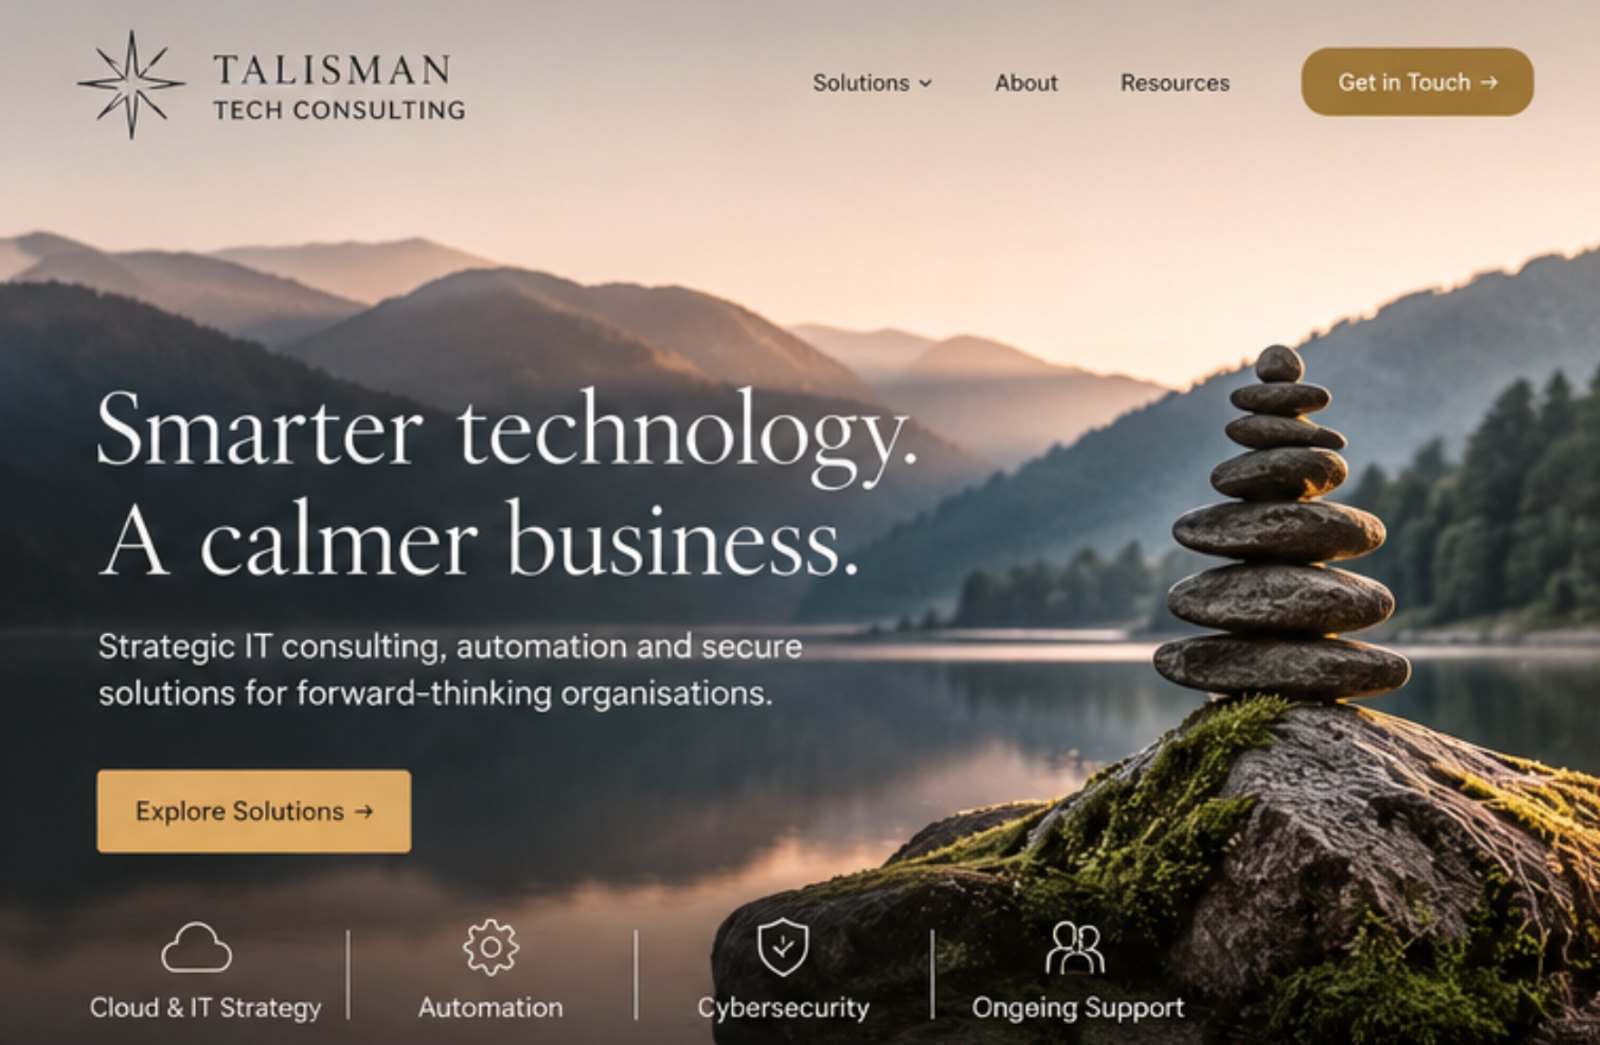 TALISMAN
TECH CONSULTING
Solutions
About
Resources
Get in Touch →
Smarter technology.
A calmer business.
Strategic IT consulting, automation and secure
solutions for forward-thinking organisations.
Explore Solutions →
Cloud & IT Strategy
Automation
Cybersecurity
Ongeing Support